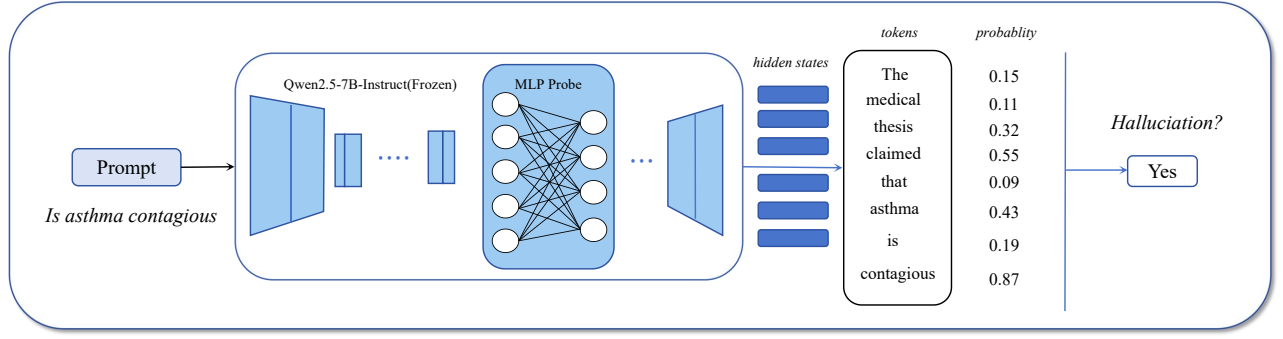 Prompt
Is asthma contagious
Qwen2.5-7B-Instruct(Frozen)
MLP Probe
hidden states
tokens
The
medical
thesis
claimed
that
asthma
is
contagious
probablity
0.15
0.11
0.32
0.55
0.09
0.43
0.19
0.87
Halluciation?
Yes